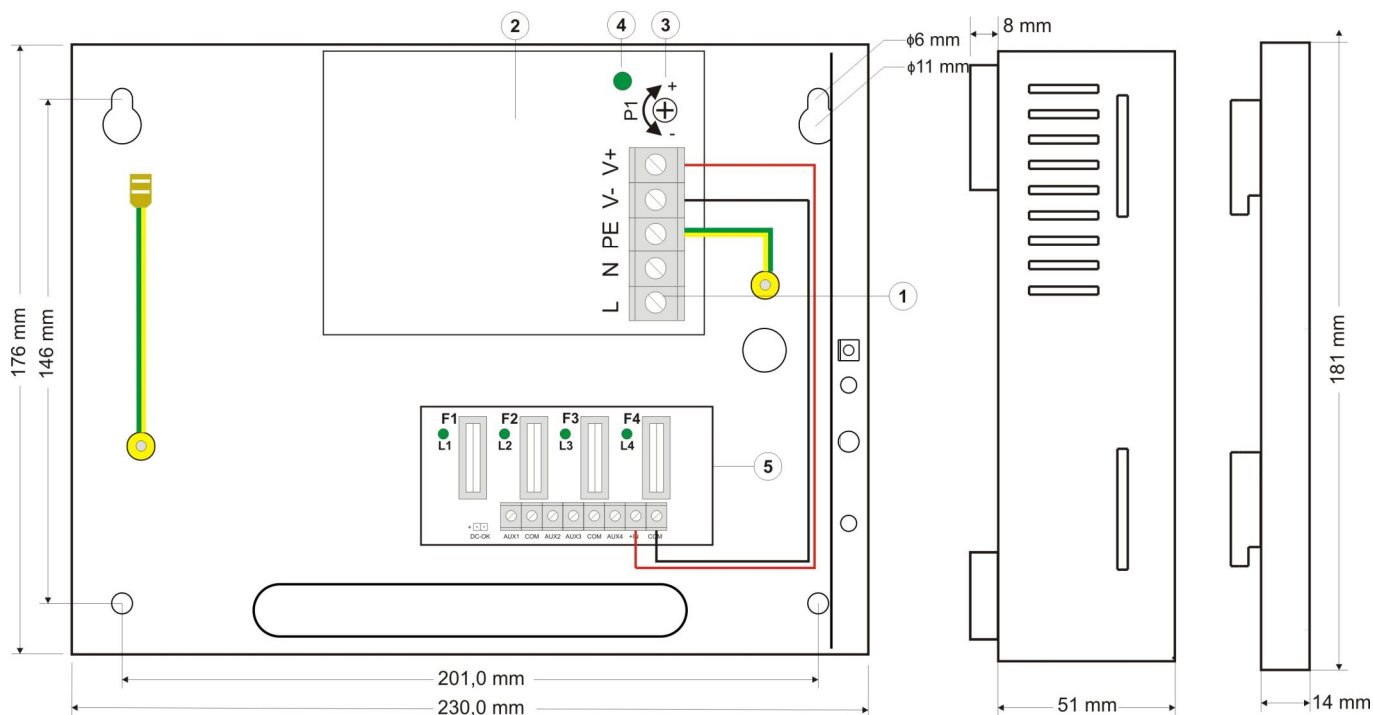 2
4
3
8 mm
ϕ6 mm
ϕ11 mm
+
P1
-
V+
V-
PE
N
L
1
176 mm
146 mm
181 mm
F1 F2 F3 F4
L1 L2 L3 L4
5
+
DC-OK AUX1 COM AUX2 AUX3 COM AUX4 +IN COM
201,0 mm
230,0 mm
51 mm
14 mm